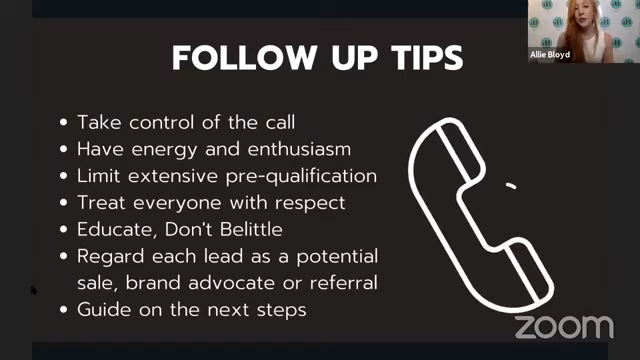 Allie Bloyd
FOLLOW UP TIPS
• Take control of the call
• Have energy and enthusiasm
• Limit extensive pre-qualification
• Treat everyone with respect
• Educate, Don't Belittle
• Regard each lead as a potential
sale, brand advocate or referral
• Guide on the next steps
zoom